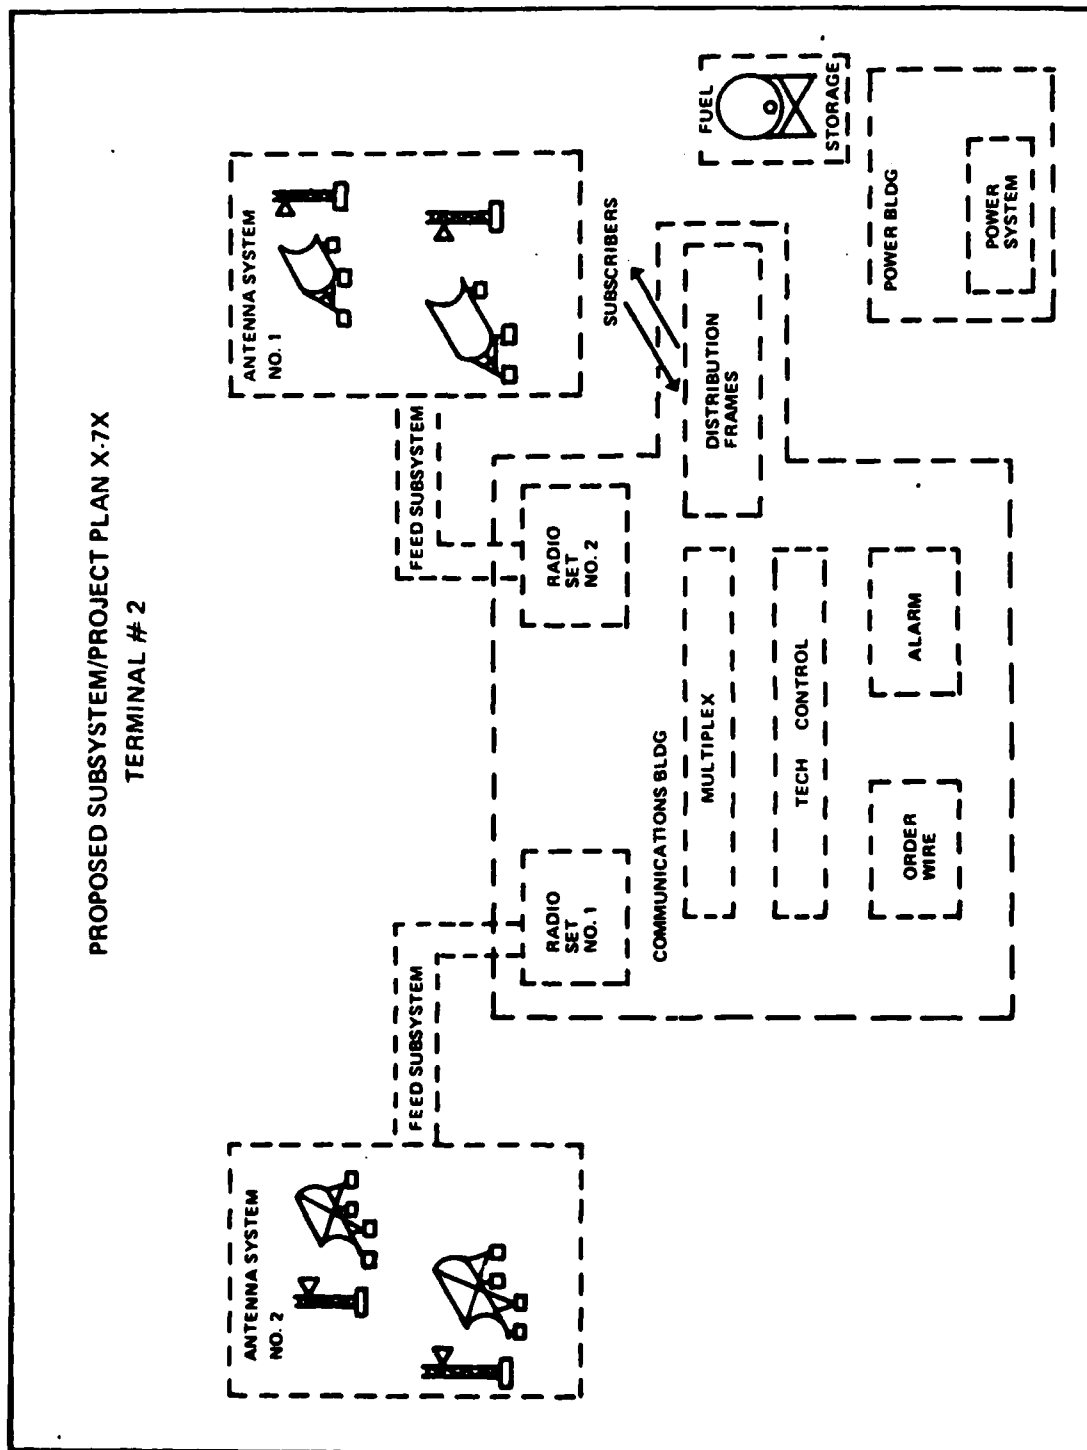 PROPOSED SUBSYSTEM/PROJECT PLAN X-7X
TERMINAL # 2
ANTENNA SYSTEM
NO. 2
ANTENNA SYSTEM
NO. 1
FEED SUBSYSTEM
FEED SUBSYSTEM
RADIO
SET
NO. 1
RADIO
SET
NO. 2
SUBSCRIBERS
COMMUNICATIONS BLDG
MULTIPLEX
DISTRIBUTION
FRAMES
FUEL
STORAGE
TECH CONTROL
ORDER
WIRE
ALARM
POWER BLDG
POWER
SYSTEM